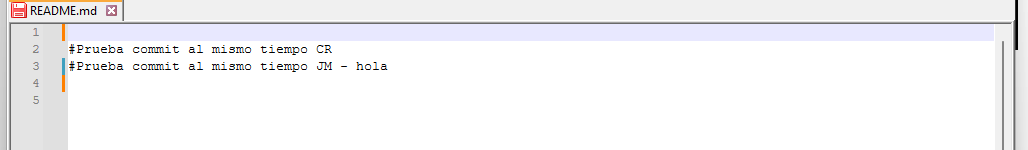 README.md
1
2 #Prueba commit al mismo tiempo CR
3 #Prueba commit al mismo tiempo JM - hola
4
5